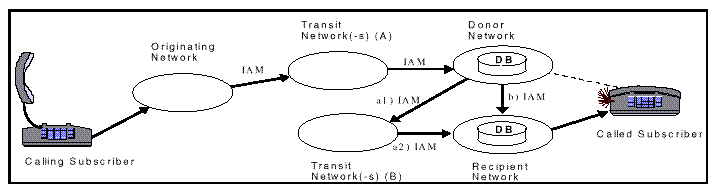 Transit
Network(-s) (A)
Donor
Network
Originating
Network
IAM
IAM
DB
a1) IAM
b) IAM
DB
a2) IAM
Calling Subscriber
Called Subscriber
Transit
Network(-s) (B)
Recipient
Network